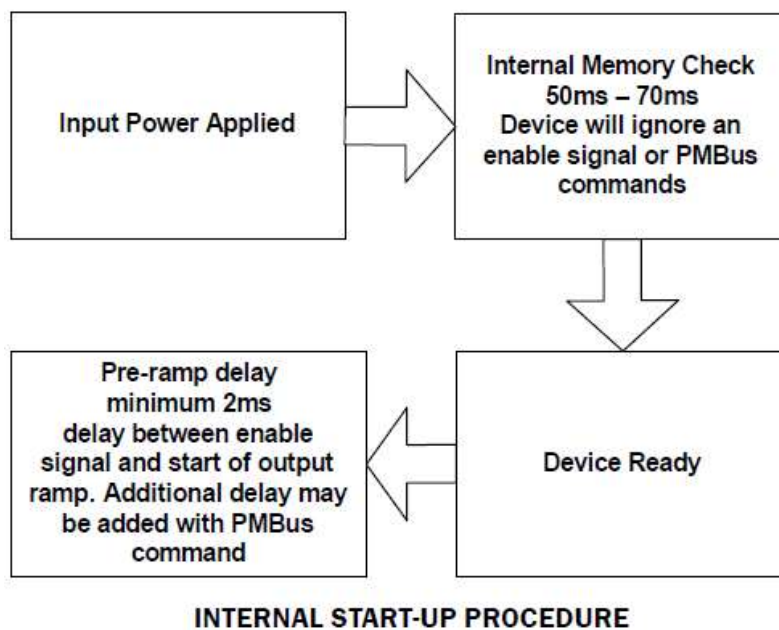 Input Power Applied
Internal Memory Check
50ms – 70ms
Device will ignore an
enable signal or PMBus
commands
Device Ready
Pre-ramp delay
minimum 2ms
delay between enable
signal and start of output
ramp. Additional delay may
be added with PMBus
command
INTERNAL START-UP PROCEDURE